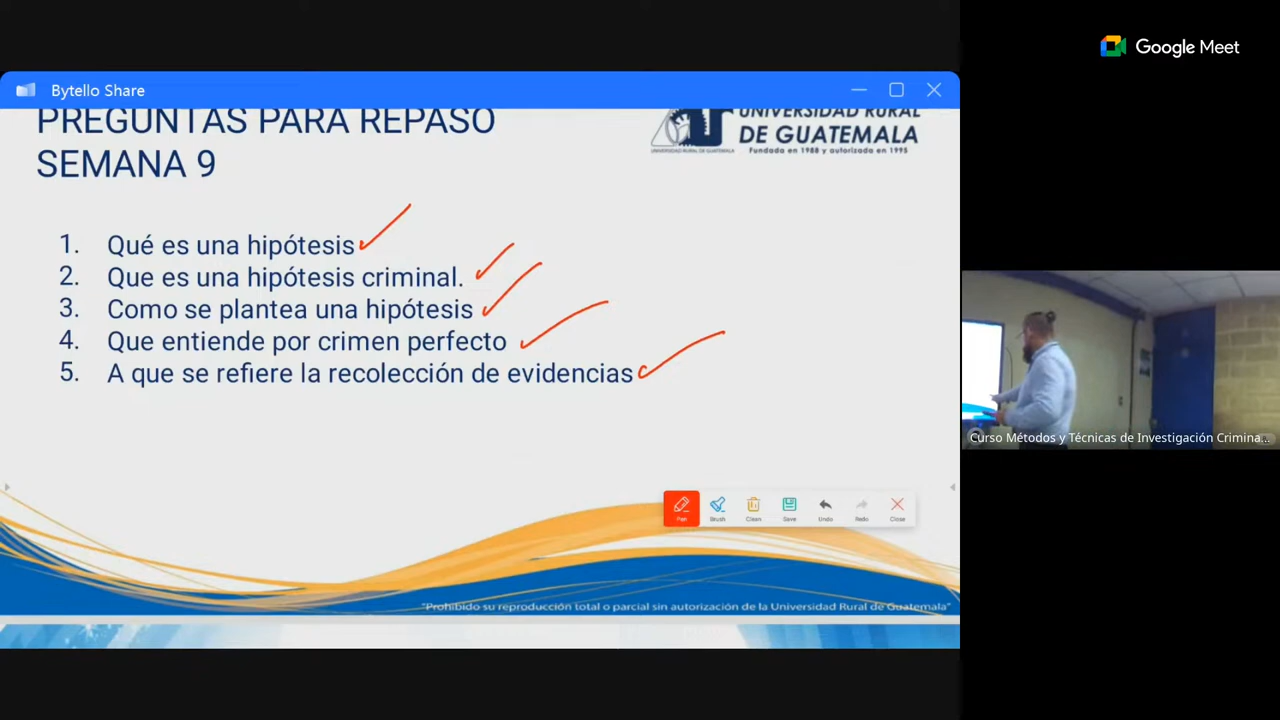 Google Meet
Bytello Share
PREGUNTAS PARA REPASO
SEMANA 9
UNIVERSIDAD RURAL
DE GUATEMALA
Fundada en 1988 y autorizada en 1995
UNIVERSIDAD RURAL DE GUATEMALA
1. Qué es una hipótesis
2. Que es una hipótesis criminal.
3. Como se plantea una hipótesis
4. Que entiende por crimen perfecto
5. A que se refiere la recolección de evidencias
Pen Brush Clean Save Undo Redo Close
"Prohibido su reproducción total o parcial sin autorización de la Universidad Rural de Guatemala"
Curso Métodos y Técnicas de Investigación Crimina...